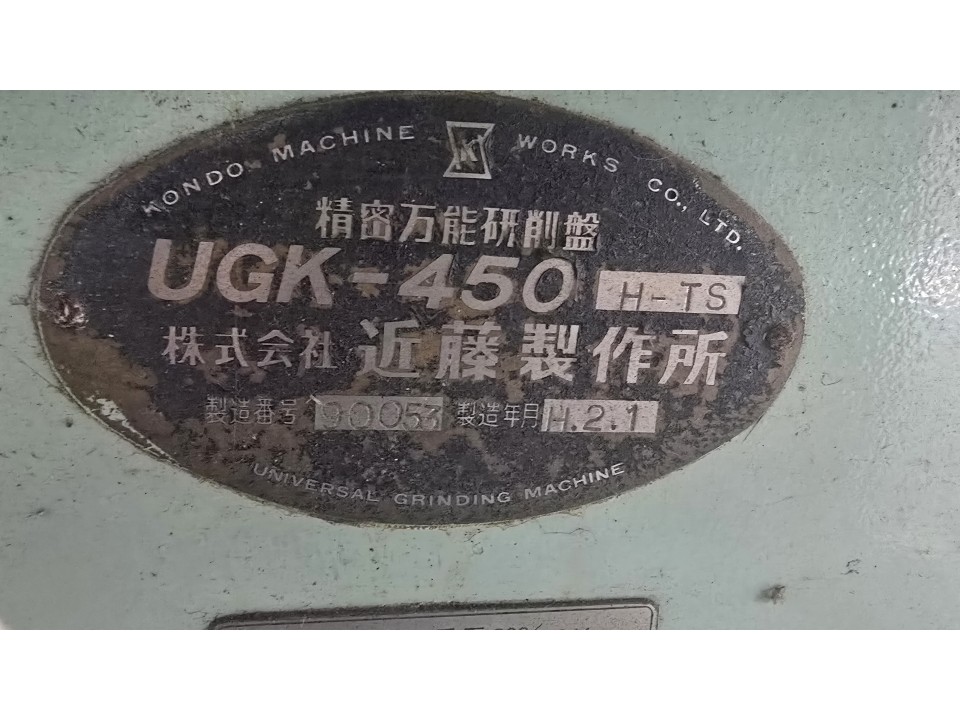 KONDO MACHINE K WORKS CO., LTD.
精密万能研削盤
UGK-450 H-TS
株式会社 近藤製作所
製造番号 90053 製造年月 H.2.1
UNIVERSAL GRINDING MACHINE